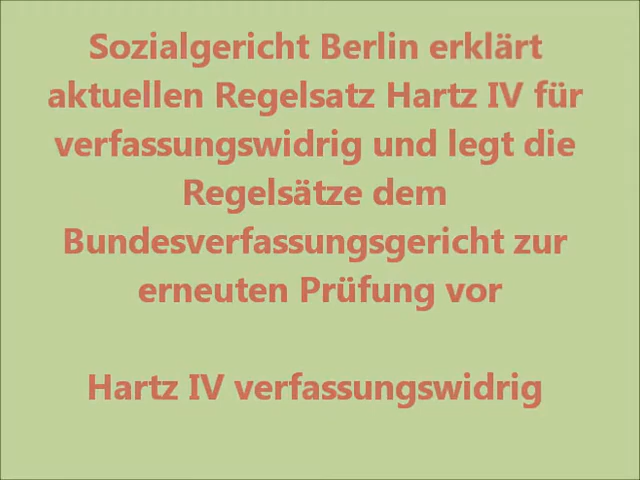 Sozialgericht Berlin erklärt
aktuellen Regelsatz Hartz IV für
verfassungswidrig und legt die
Regelsätze dem
Bundesverfassungsgericht zur
erneuten Prüfung vor
Hartz IV verfassungswidrig